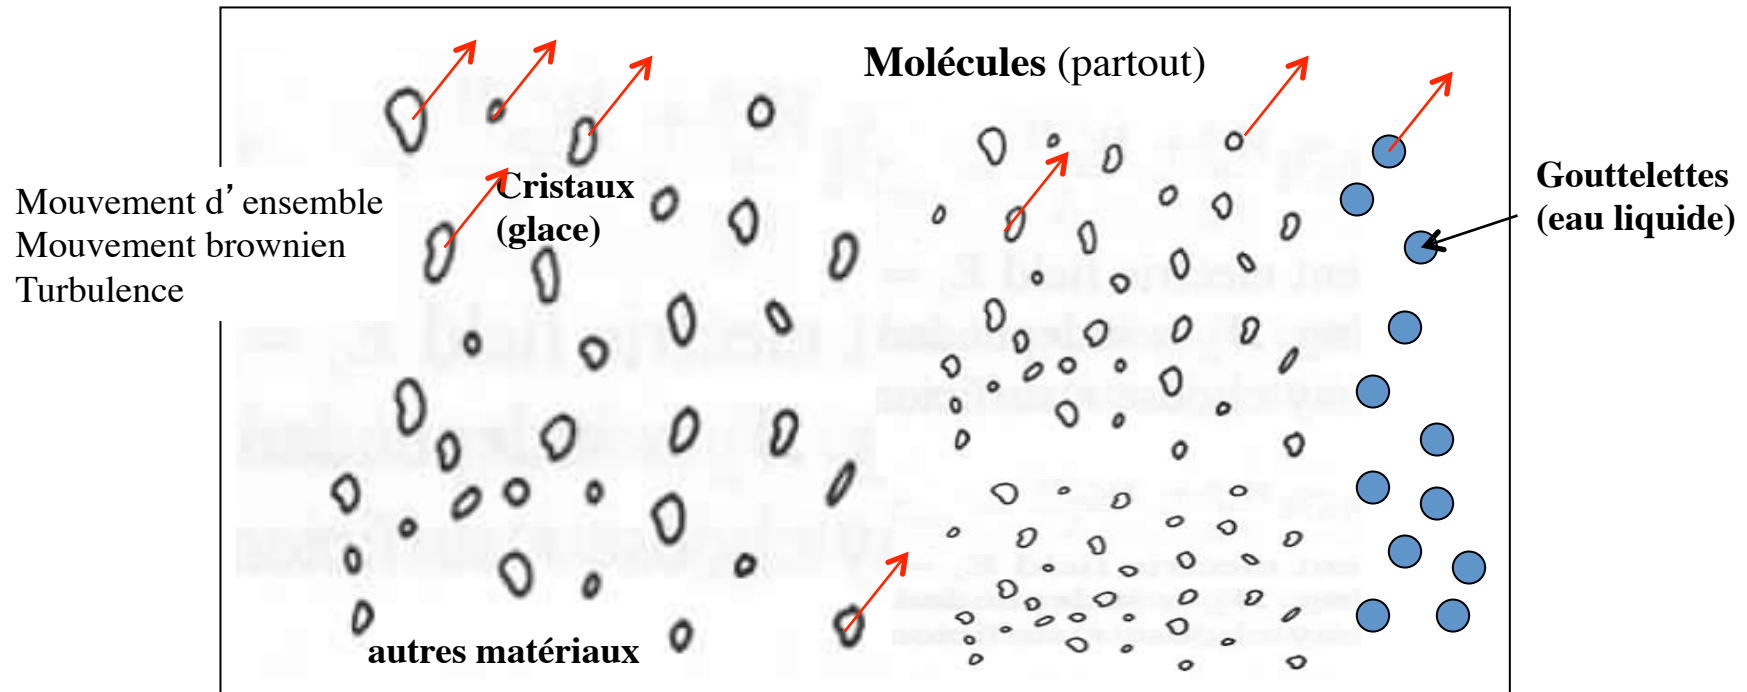 Molécules (partout)
Mouvement d’ensemble
Mouvement brownien
Turbulence
Cristaux
(glace)
Gouttelettes
(eau liquide)
autres matériaux